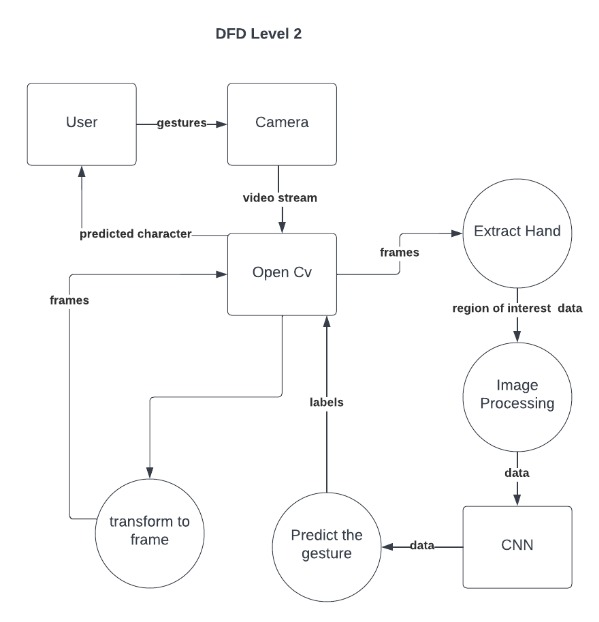 DFD Level 2
User
gestures
Camera
video stream
predicted character
Open Cv
frames
Extract Hand
frames
region of interest  data
Image
Processing
labels
data
transform to
frame
Predict the
gesture
data
CNN